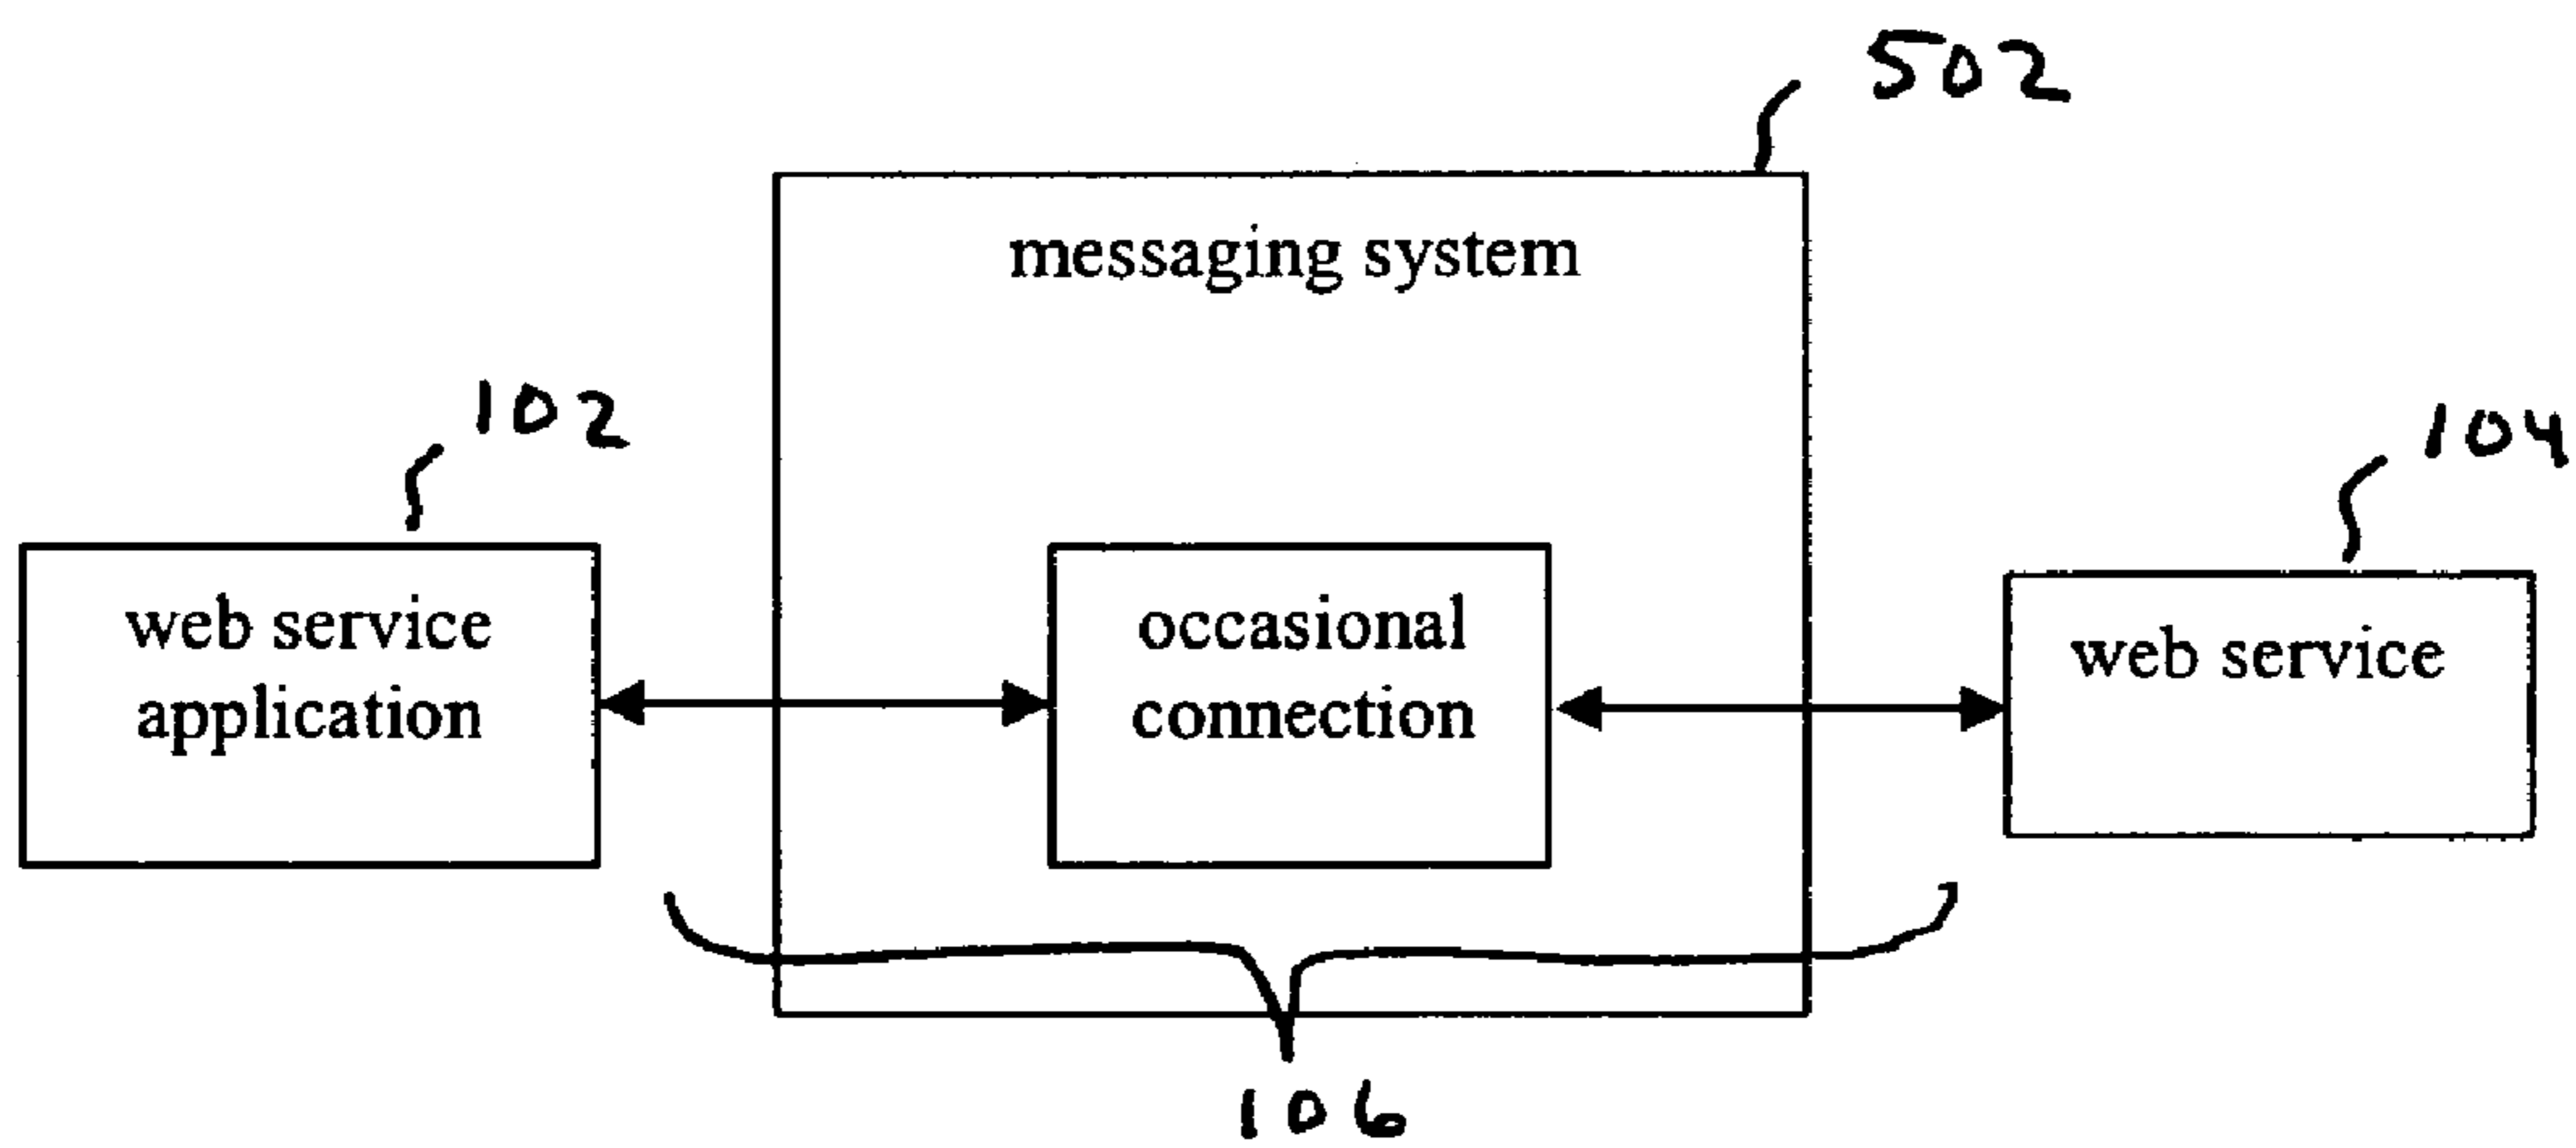 502
messaging system
102
104
web service
application
occasional
connection
web service
106